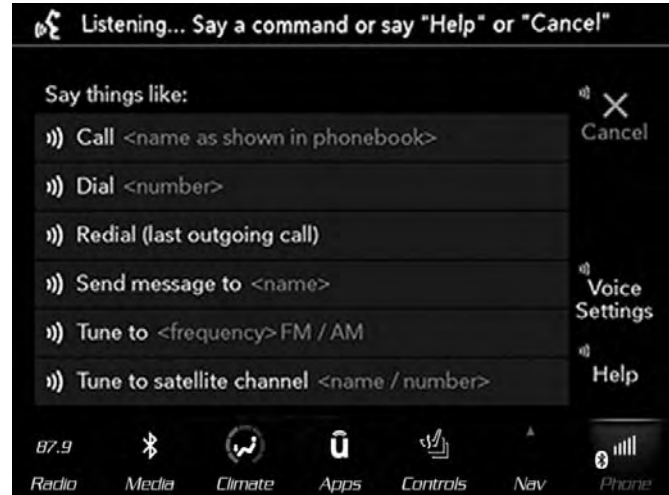 Listening... Say a command or say "Help" or "Cancel"
Say things like:
Call <name as shown in phonebook>
Cancel
Dial <number>
Redial (last outgoing call)
Send message to <name>
Voice
Settings
Tune to <frequency> FM / AM
Help
Tune to satellite channel <name / number>
87.9
Radio Media Climate Apps Controls Nav Phone